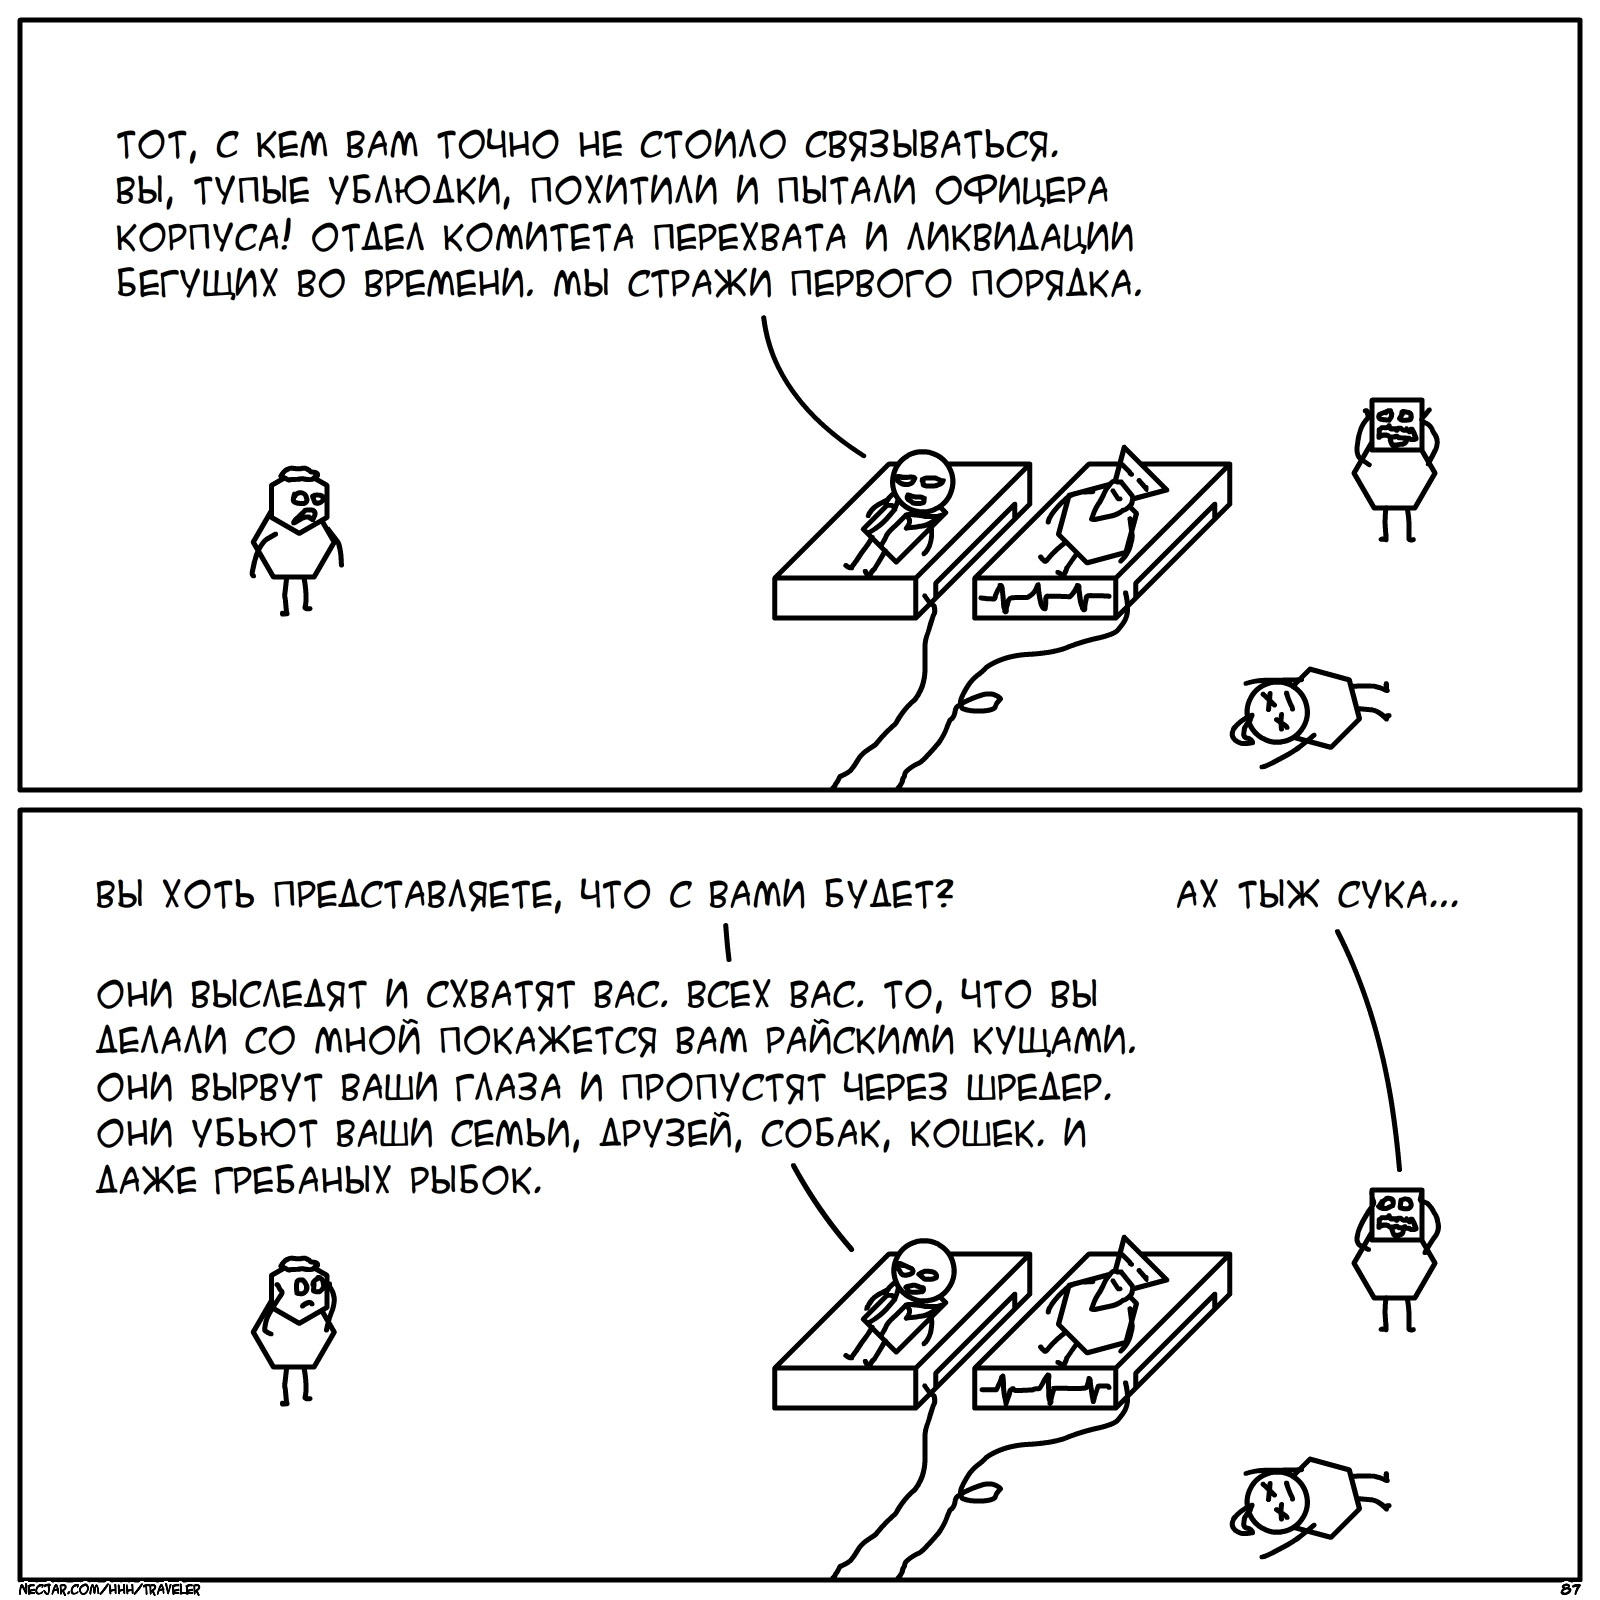 ТОТ, С КЕМ ВАМ ТОЧНО НЕ СТОИЛО СВЯЗЫВАТЬСЯ.
ВЫ, ТУПЫЕ УБЛЮДКИ, ПОХИТИЛИ И ПЫТАЛИ ОФИЦЕРА
КОРПУСА! ОТДЕЛ КОМИТЕТА ПЕРЕХВАТА И ЛИКВИДАЦИИ
БЕГУЩИХ ВО ВРЕМЕНИ. МЫ СТРАЖИ ПЕРВОГО ПОРЯДКА.
ВЫ ХОТЬ ПРЕДСТАВЛЯЕТЕ, ЧТО С ВАМИ БУДЕТ?
АХ ТЫЖ СУКА...
ОНИ ВЫСЛЕДЯТ И СХВАТЯТ ВАС. ВСЕХ ВАС. ТО, ЧТО ВЫ
ДЕЛАЛИ СО МНОЙ ПОКАЖЕТСЯ ВАМ РАЙСКИМИ КУЩАМИ.
ОНИ ВЫРВУТ ВАШИ ГЛАЗА И ПРОПУСТЯТ ЧЕРЕЗ ШРЕДЕР.
ОНИ УБЬЮТ ВАШИ СЕМЬИ, ДРУЗЕЙ, СОБАК, КОШЕК. И
ДАЖЕ ГРЕБАНЫХ РЫБОК.
NECJAR.COM/HHH/TRAVELER
87